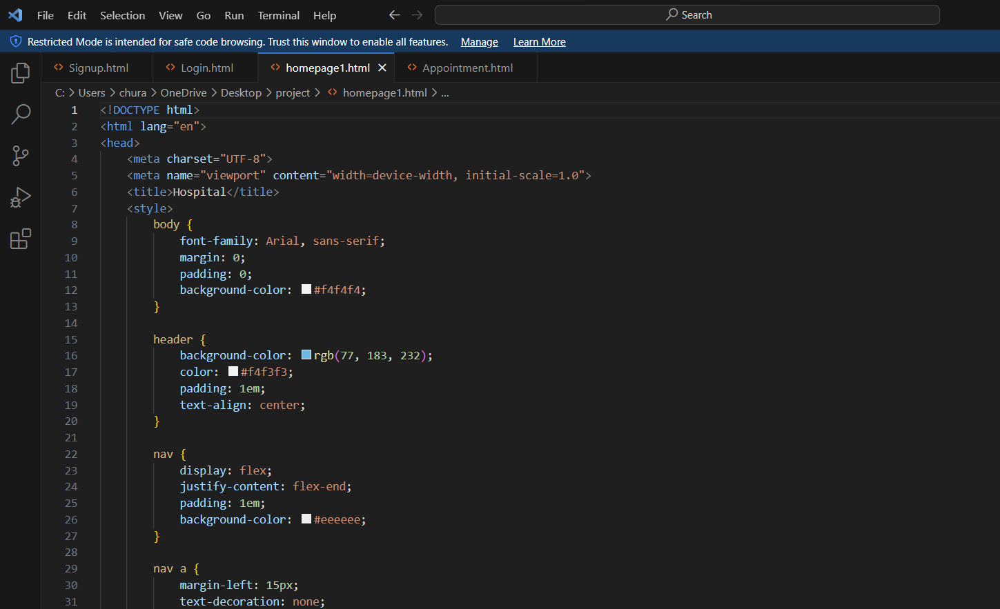 File Edit Selection View Go Run Terminal Help Search
Restricted Mode is intended for safe code browsing. Trust this window to enable all features. Manage Learn More
Signup.html Login.html homepage1.html Appointment.html
C: > Users > chura > OneDrive > Desktop > project > homepage1.html > ...
1 <!DOCTYPE html>
2 <html lang="en">
3 <head>
4 <meta charset="UTF-8">
5 <meta name="viewport" content="width=device-width, initial-scale=1.0">
6 <title>Hospital</title>
7 <style>
8 body {
9 font-family: Arial, sans-serif;
10 margin: 0;
11 padding: 0;
12 background-color: #f4f4f4;
13 }
14
15 header {
16 background-color: rgb(77, 183, 232);
17 color: #f4f3f3;
18 padding: 1em;
19 text-align: center;
20 }
21
22 nav {
23 display: flex;
24 justify-content: flex-end;
25 padding: 1em;
26 background-color: #eeeeee;
27 }
28
29 nav a {
30 margin-left: 15px;
31 text-decoration: none;